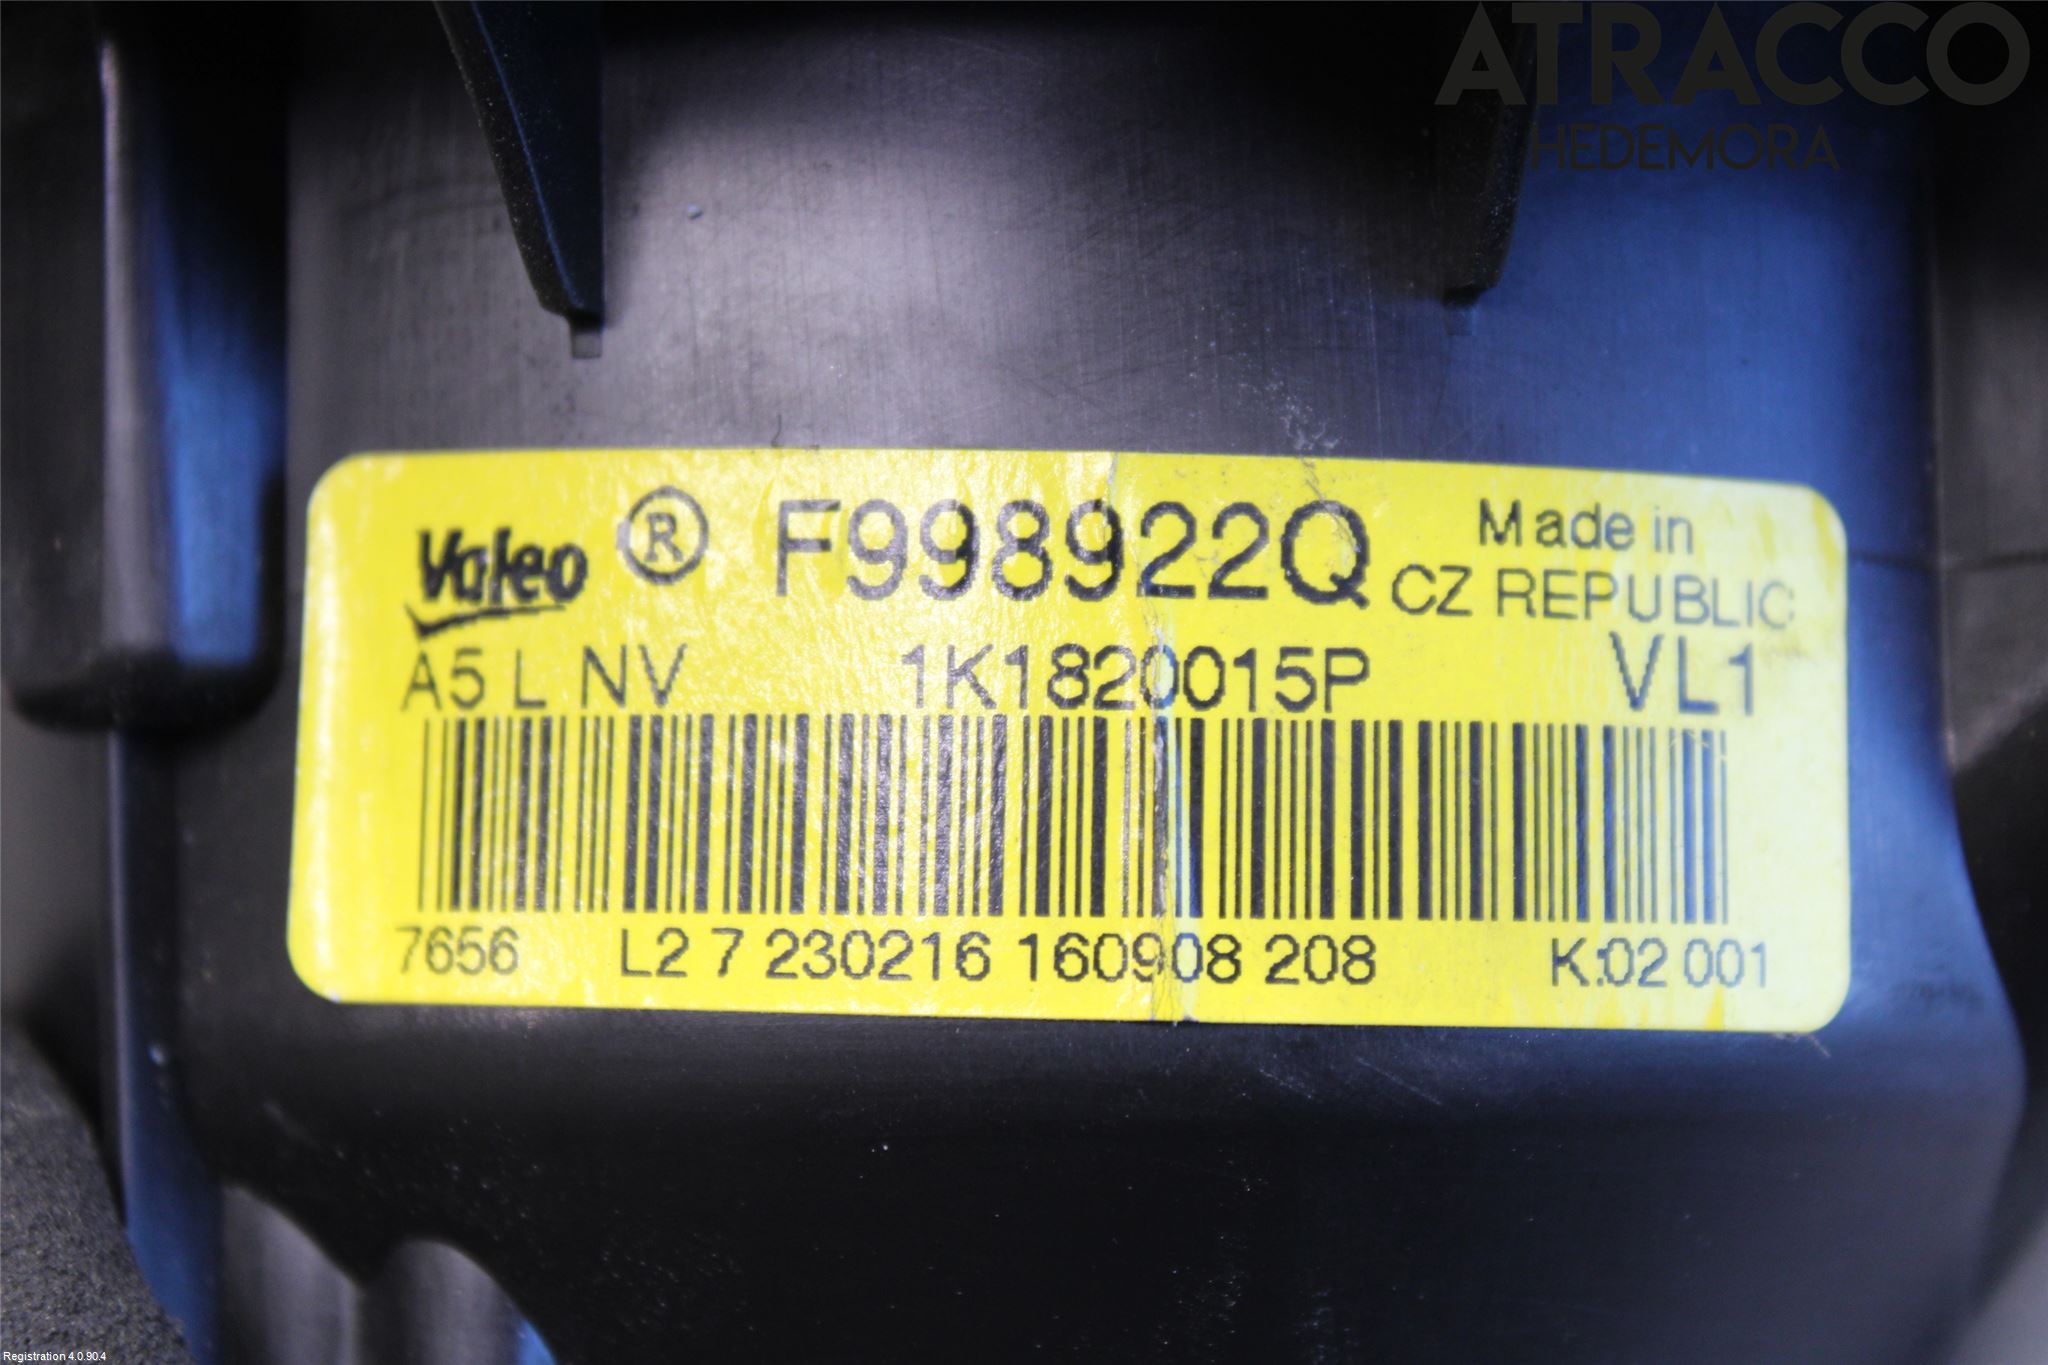 ATRACCO
HEDEMORA
Valeo ® F998922Q Made in
CZ REPUBLIC
A5 L NV 1K1820015P VL1
7656 L2 7 230216 160908 208 K:02 001
Registration 4.0.90.4